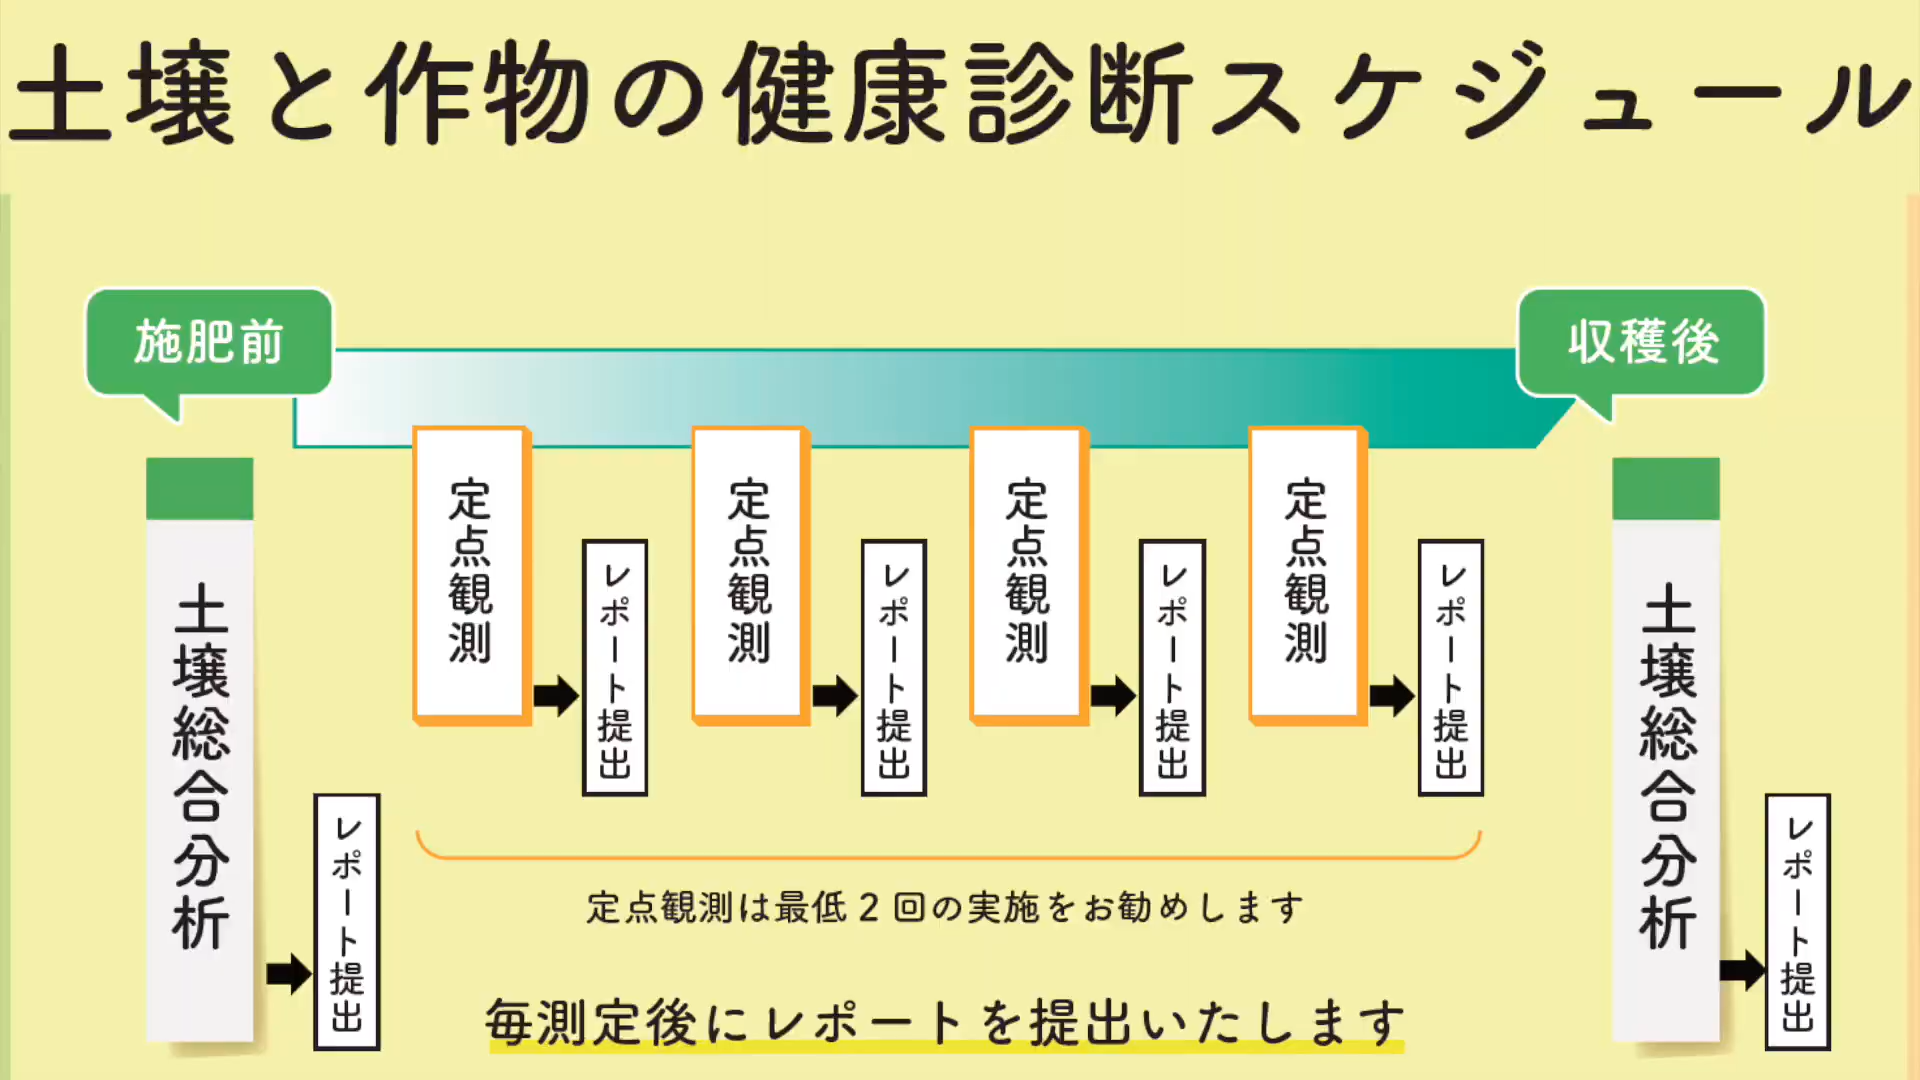 土壌と作物の健康診断スケジュール
施肥前
収穫後
土壌総合分析
レポート提出
定点観測
レポート提出
定点観測
レポート提出
定点観測
レポート提出
定点観測
レポート提出
土壌総合分析
レポート提出
定点観測は最低2回の実施をお勧めします
毎測定後にレポートを提出いたします